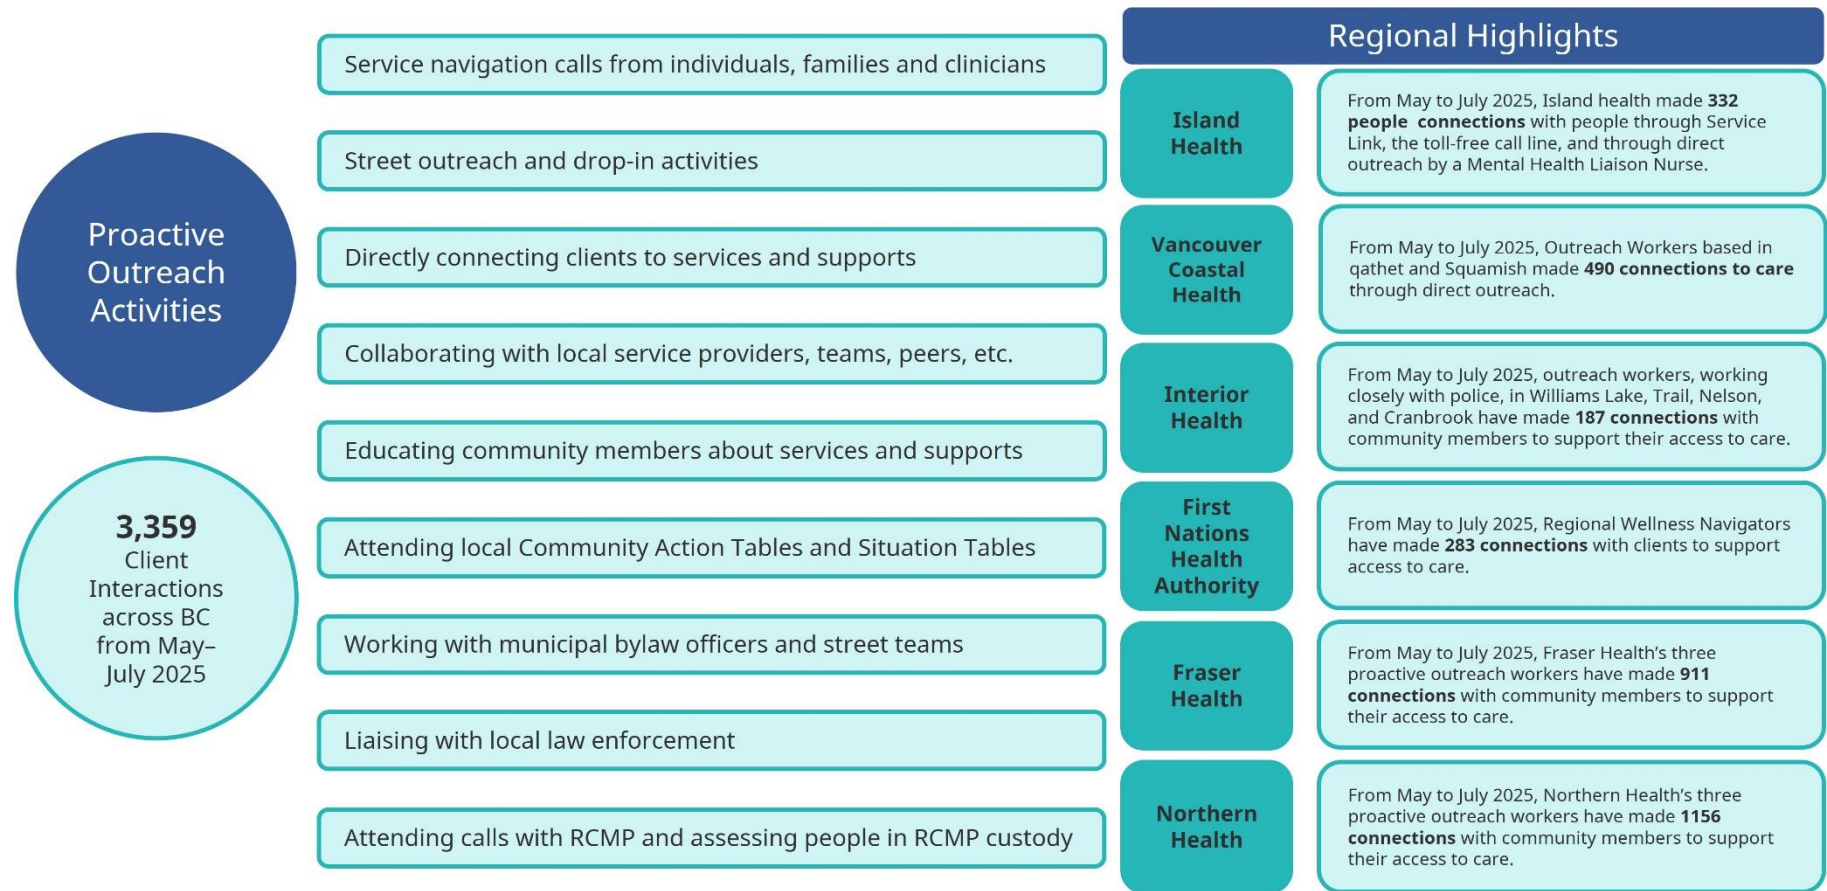 Proactive
Outreach
Activities
3,359
Client
Interactions
across BC
from May–
July 2025
Service navigation calls from individuals, families and clinicians
Street outreach and drop-in activities
Directly connecting clients to services and supports
Collaborating with local service providers, teams, peers, etc.
Educating community members about services and supports
Attending local Community Action Tables and Situation Tables
Working with municipal bylaw officers and street teams
Liaising with local law enforcement
Attending calls with RCMP and assessing people in RCMP custody
Regional Highlights
Island
Health
From May to July 2025, Island health made 332
people connections with people through Service
Link, the toll-free call line, and through direct
outreach by a Mental Health Liaison Nurse.
Vancouver
Coastal
Health
From May to July 2025, Outreach Workers based in
qathet and Squamish made 490 connections to care
through direct outreach.
Interior
Health
From May to July 2025, outreach workers, working
closely with police, in Williams Lake, Trail, Nelson,
and Cranbrook have made 187 connections with
community members to support their access to care.
First
Nations
Health
Authority
From May to July 2025, Regional Wellness Navigators
have made 283 connections with clients to support
access to care.
Fraser
Health
From May to July 2025, Fraser Health’s three
proactive outreach workers have made 911
connections with community members to support
their access to care.
Northern
Health
From May to July 2025, Northern Health’s three
proactive outreach workers have made 1156
connections with community members to support
their access to care.